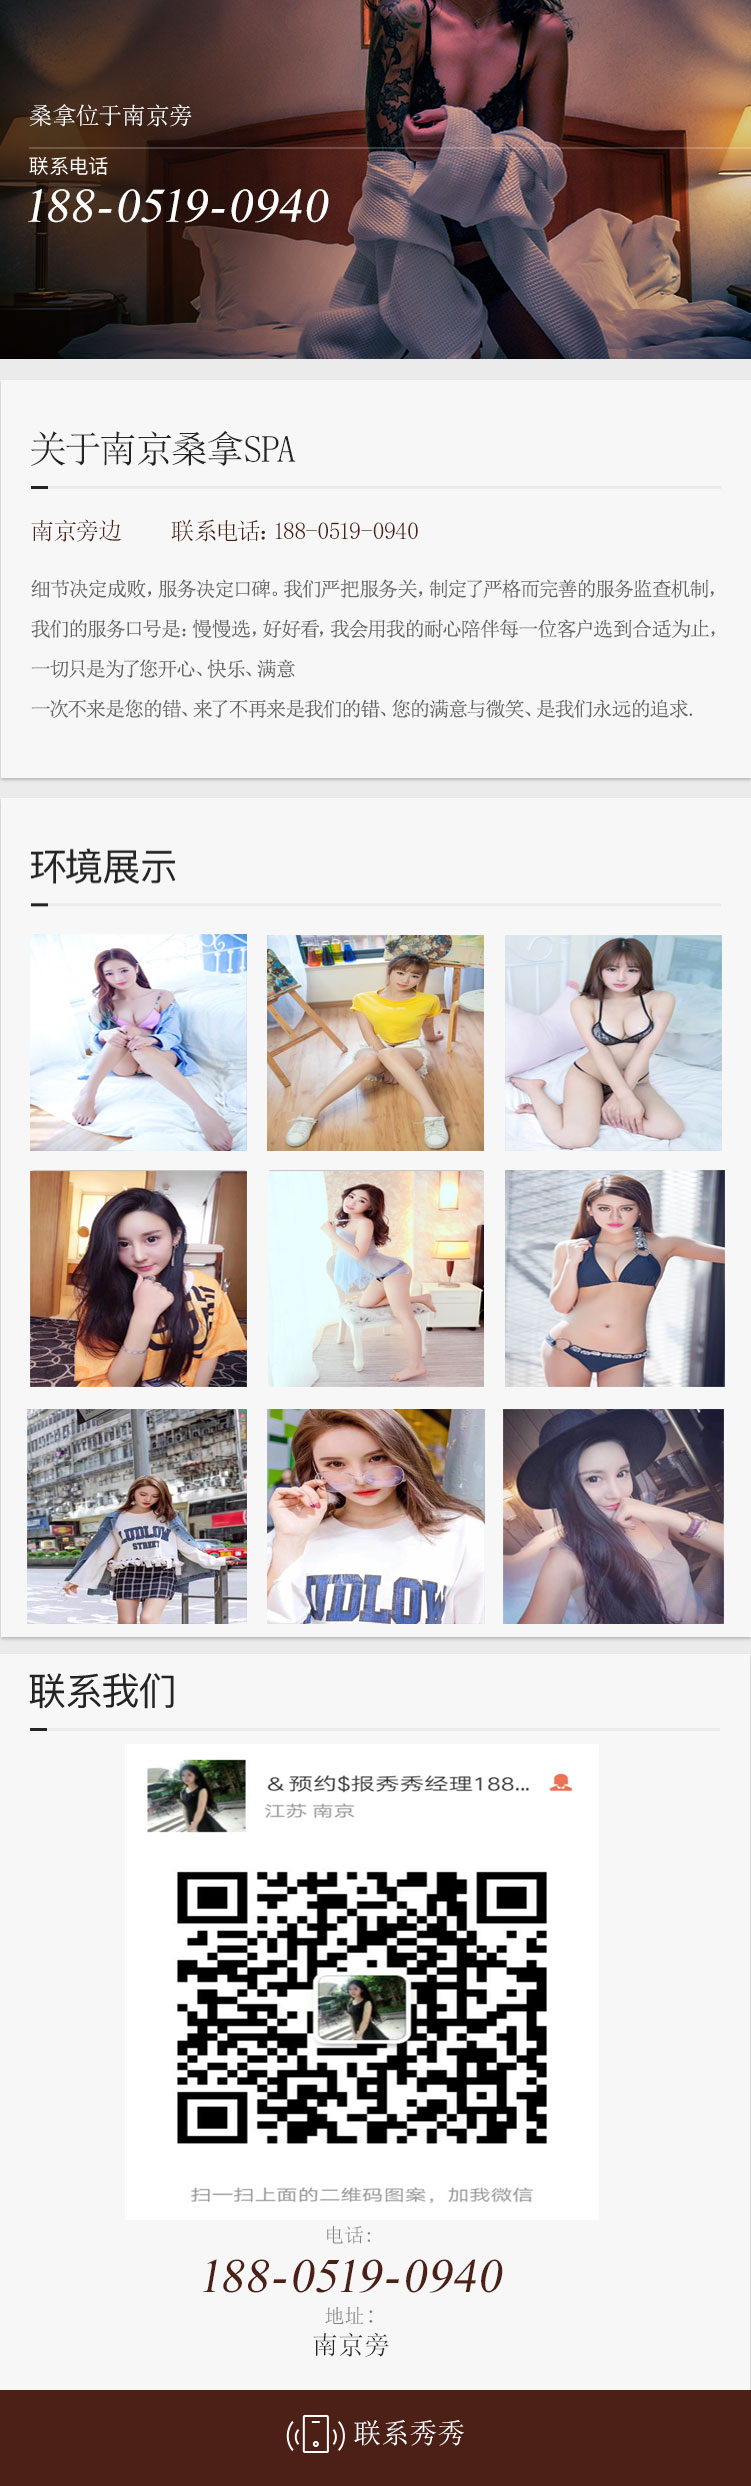 桑拿位于南京旁
联系电话
188-0519-0940
关于南京桑拿SPA
南京旁边 联系电话: 188-0519-0940
细节决定成败，服务决定口碑。我们严把服务关，制定了严格而完善的服务监查机制，
我们的服务口号是：慢慢选，好好看，我会用我的耐心陪伴每一位客户选到合适为止，
一切只是为了您开心、快乐、满意
一次不来是您的错、来了不再来是我们的错、您的满意与微笑、是我们永远的追求.
环境展示
LUDLOW
STREET
UDLOW
联系我们
＆预约$报秀秀经理188...
江苏 南京
扫一扫上面的二维码图案，加我微信
电话：
188-0519-0940
地址：
南京旁
联系秀秀